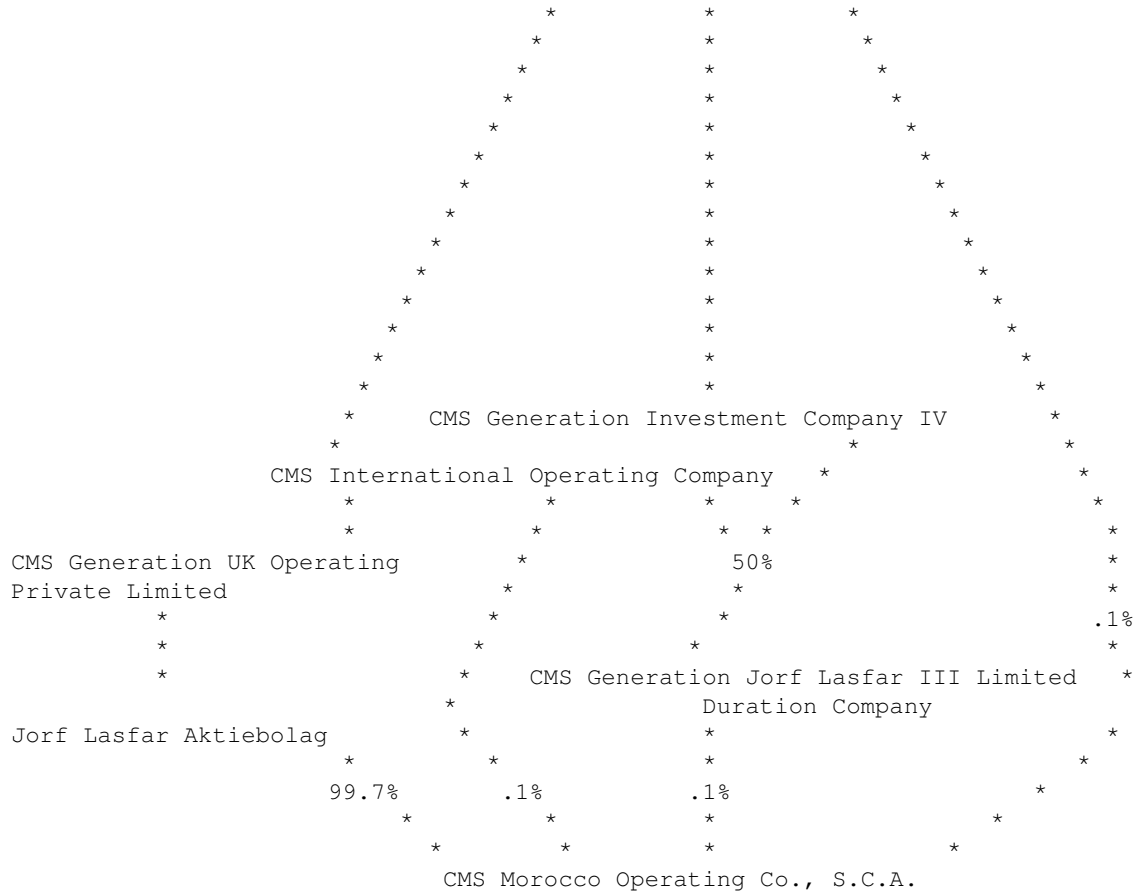 * * *
* * *
* * *
* * *
* * *
* * *
* * *
* * *
* * *
* * *
* * *
* * *
* * *
* * *
* CMS Generation Investment Company IV *
* * *
CMS International Operating Company * *
* * * * *
* * * * *
CMS Generation UK Operating * 50% *
Private Limited * * *
* * * .1%
* * * *
* * CMS Generation Jorf Lasfar III Limited *
* Duration Company
Jorf Lasfar Aktiebolag * * *
* * * *
99.7% .1% .1% *
* * * *
* * * *
CMS Morocco Operating Co., S.C.A.